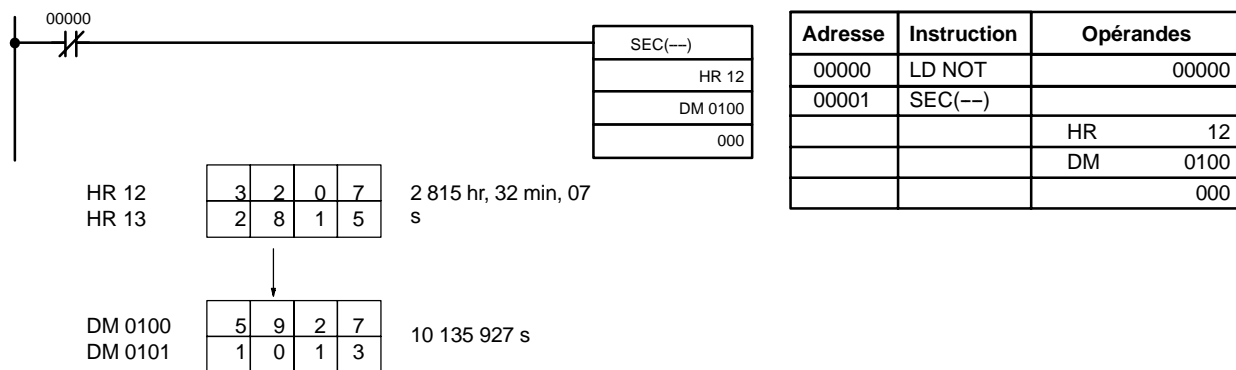 00000
SEC(−−)
HR 12
DM 0100
000
Adresse Instruction Opérandes
00000 LD NOT 00000
00001 SEC(−−)
HR 12
DM 0100
000
HR 12 3 2 0 7 2 815 hr, 32 min, 07
HR 13 2 8 1 5 s
DM 0100 5 9 2 7
10 135 927 s
DM 0101 1 0 1 3